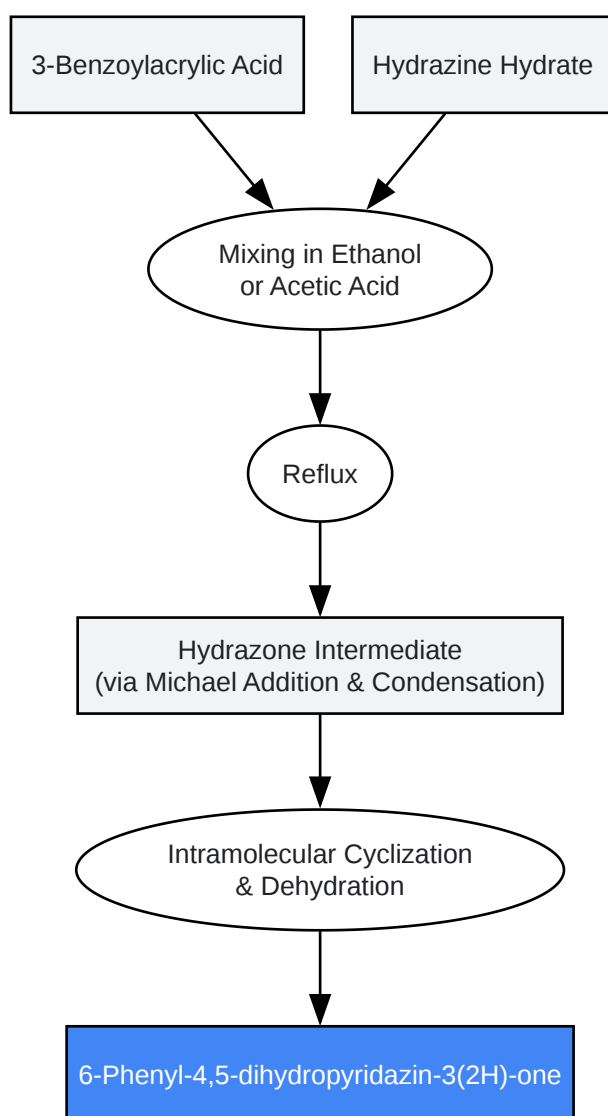 3-Benzoylacrylic Acid
Hydrazine Hydrate
Mixing in Ethanol
or Acetic Acid
Reflux
Hydrazone Intermediate
(via Michael Addition & Condensation)
Intramolecular Cyclization
& Dehydration
6-Phenyl-4,5-dihydropyridazin-3(2H)-one